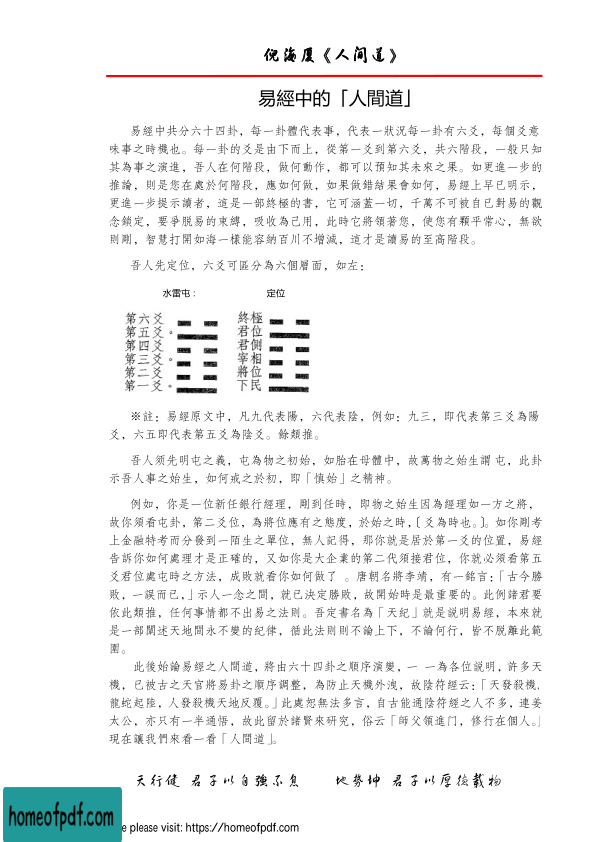 倪海厦《人间道》
易經中的「人間道」
易經中共分六十四卦，每一卦體代表事，代表一狀況每一卦有六爻，每個爻意
味事之時機也。每一卦的爻是由下而上，從第一爻到第六爻，共六階段，一般只知
其為事之演進，吾人在何階段，做何動作，都可以預知其未來之果。如更進一步的
推論，則是您在處於何階段，應如何做，如果做錯結果會如何，易經上早已明示，
更進一步提示讀者，這是一部終極的書，它可涵蓋一切，千萬不可被自已對易的觀
念鎖定，要爭脫易的束縛，吸收為己用，此時它將領著您，使您有顆平常心，無欲
則剛，智慧打開如海一樣能容納百川不增減，這才是讀易的至高階段。
吾人先定位，六爻可區分為六個層面，如左：
水雷屯： 定位
第六爻 終極
第五爻。 君位
第四爻 君側
第三爻。 宰相
第二爻 將位
第一爻。 下民
※註：易經原文中，凡九代表陽，六代表陰，例如：九三，即代表第三爻為陽
爻，六五即代表第五爻為陰爻。餘類推。
吾人须先明屯之義，屯為物之初始，如胎在母體中，故萬物之始生謂 屯，此卦
示吾人事之始生，如何戒之於初，即「慎始」之精神。
例如，你是一位新任銀行經理，剛到任時，即物之始生因為經理如一方之將，
故你須看屯卦，第二爻位，為將位應有之態度，於始之時，〔爻為時也。〕。如你剛考
上金融特考而分發到一陌生之單位，無人記得，那你就是居於第一爻的位置，易經
告訴你如何處理才是正確的，又如你是大企業的第二代須接君位，你就必須看第五
爻君位處屯時之方法，成敗就看你如何做了 。唐朝名將李靖，有一銘言：「古今勝
敗，一誤而已，」示人一念之間，就已決定勝敗，故開始時是最重要的。此例諸君要
依此類推，任何事情都不出易之法则。吾定書名為「天紀」就是說明易經，本來就
是一部闡述天地間永不變的紀律，循此法則則不論上下，不論何行，皆不脫離此範
圍。
此後始論易經之人間道，將由六十四卦之順序演變，一 一為各位說明，許多天
機，已被古之天官將易卦之順序調整，為防止天機外洩，故陰符經云：「天發殺機，
龍蛇起陸，人發殺機天地反覆。」此處恕無法多言，自古能通陰符經之人不多，連姜
太公，亦只有一半通悟，故此留於諸賢來研究，俗云「師父領進门，修行在個人。」
現在讓我們來看一看「人間道」。
天行健 君子以自強不息 地势坤 君子以厚德载物
homeofpdf.com
e please visit: https://homeofpdf.com